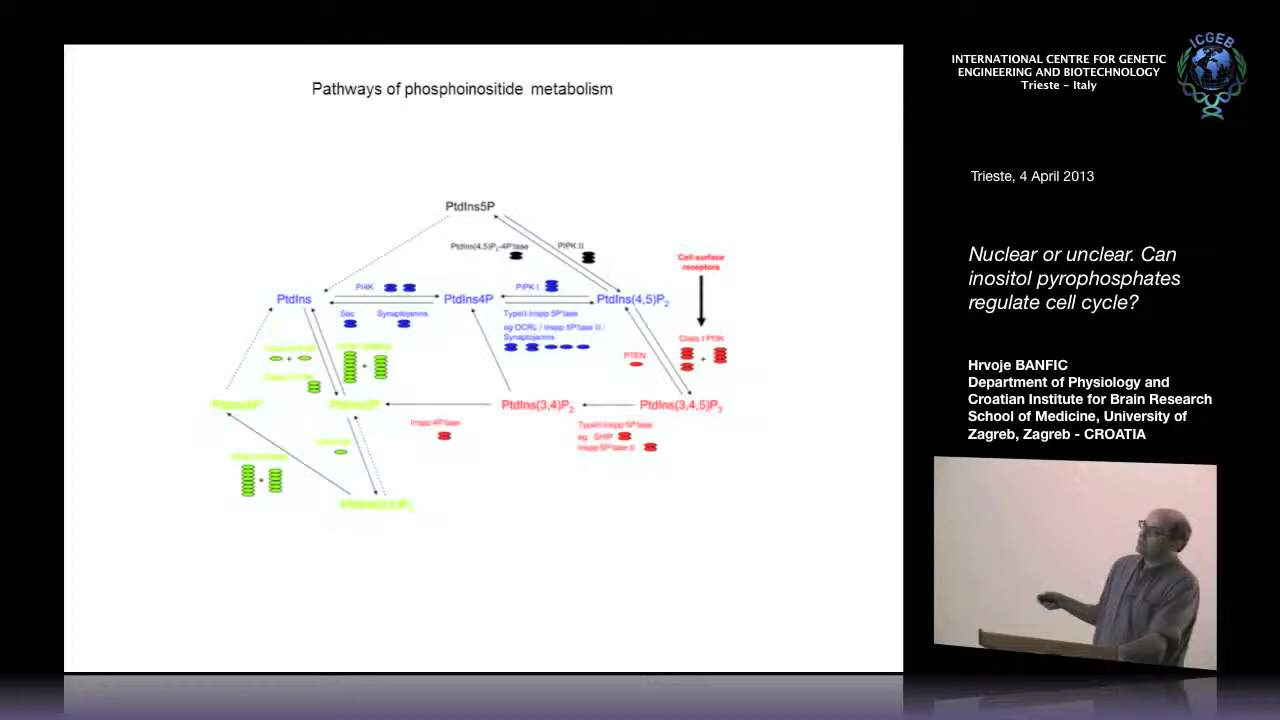 Pathways of phosphoinositide metabolism
PtdIns5P
PtdIns(4,5)P2-4P'tase
PIPK II
Cell surface
receptors
PI4K
PIPK I
PtdIns
PtdIns4P
PtdIns(4,5)P2
Sac
Synaptojanins
TypeII Inspp 5P'tase
eg OCRL / Inspp 5P'tase II /
Synaptojanins
Class I PI3K
PTEN
PtdIns(3,4)P2
PtdIns(3,4,5)P3
Inspp 4P'tase
TypeII Inspp 5P'tase
eg SHIP
Inspp 5P'tase II
ICGEB
INTERNATIONAL CENTRE FOR GENETIC
ENGINEERING AND BIOTECHNOLOGY
Trieste - Italy
Trieste, 4 April 2013
Nuclear or unclear. Can
inositol pyrophosphates
regulate cell cycle?
Hrvoje BANFIC
Department of Physiology and
Croatian Institute for Brain Research
School of Medicine, University of
Zagreb, Zagreb - CROATIA